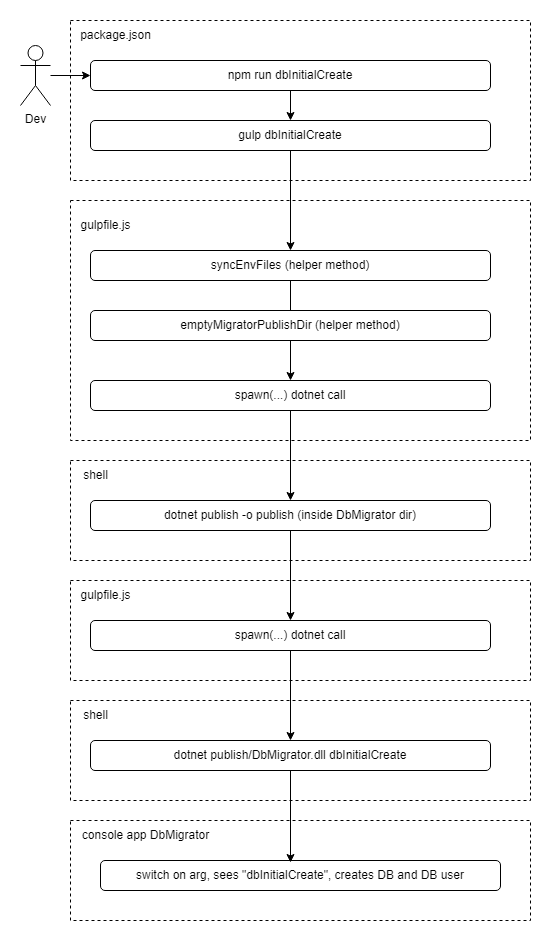 package.json
npm run dbInitialCreate
Dev
gulp dbInitialCreate
gulpfile.js
syncEnvFiles (helper method)
emptyMigratorPublishDir (helper method)
spawn(...) dotnet call
shell
dotnet publish -o publish (inside DbMigrator dir)
gulpfile.js
spawn(...) dotnet call
shell
dotnet publish/DbMigrator.dll dbInitialCreate
console app DbMigrator
switch on arg, sees "dbInitialCreate", creates DB and DB user